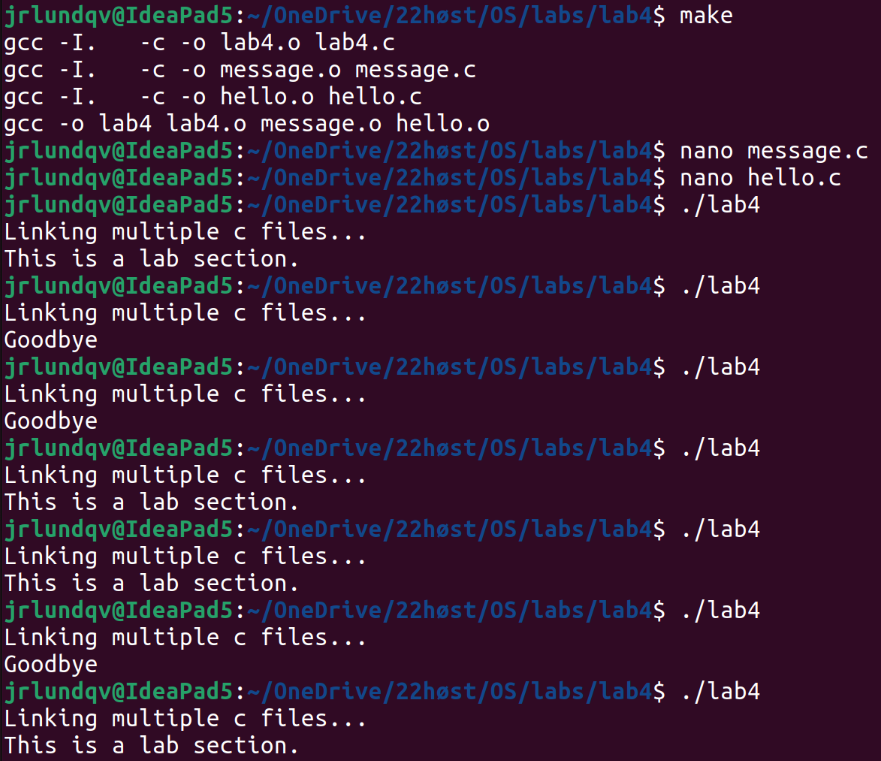 jrlundqv@IdeaPad5:~/OneDrive/22høst/OS/labs/lab4$ make
gcc -I.   -c -o lab4.o lab4.c
gcc -I.   -c -o message.o message.c
gcc -I.   -c -o hello.o hello.c
gcc -o lab4 lab4.o message.o hello.o
jrlundqv@IdeaPad5:~/OneDrive/22høst/OS/labs/lab4$ nano message.c
jrlundqv@IdeaPad5:~/OneDrive/22høst/OS/labs/lab4$ nano hello.c
jrlundqv@IdeaPad5:~/OneDrive/22høst/OS/labs/lab4$ ./lab4
Linking multiple c files...
This is a lab section.
jrlundqv@IdeaPad5:~/OneDrive/22høst/OS/labs/lab4$ ./lab4
Linking multiple c files...
Goodbye
jrlundqv@IdeaPad5:~/OneDrive/22høst/OS/labs/lab4$ ./lab4
Linking multiple c files...
Goodbye
jrlundqv@IdeaPad5:~/OneDrive/22høst/OS/labs/lab4$ ./lab4
Linking multiple c files...
This is a lab section.
jrlundqv@IdeaPad5:~/OneDrive/22høst/OS/labs/lab4$ ./lab4
Linking multiple c files...
This is a lab section.
jrlundqv@IdeaPad5:~/OneDrive/22høst/OS/labs/lab4$ ./lab4
Linking multiple c files...
Goodbye
jrlundqv@IdeaPad5:~/OneDrive/22høst/OS/labs/lab4$ ./lab4
Linking multiple c files...
This is a lab section.